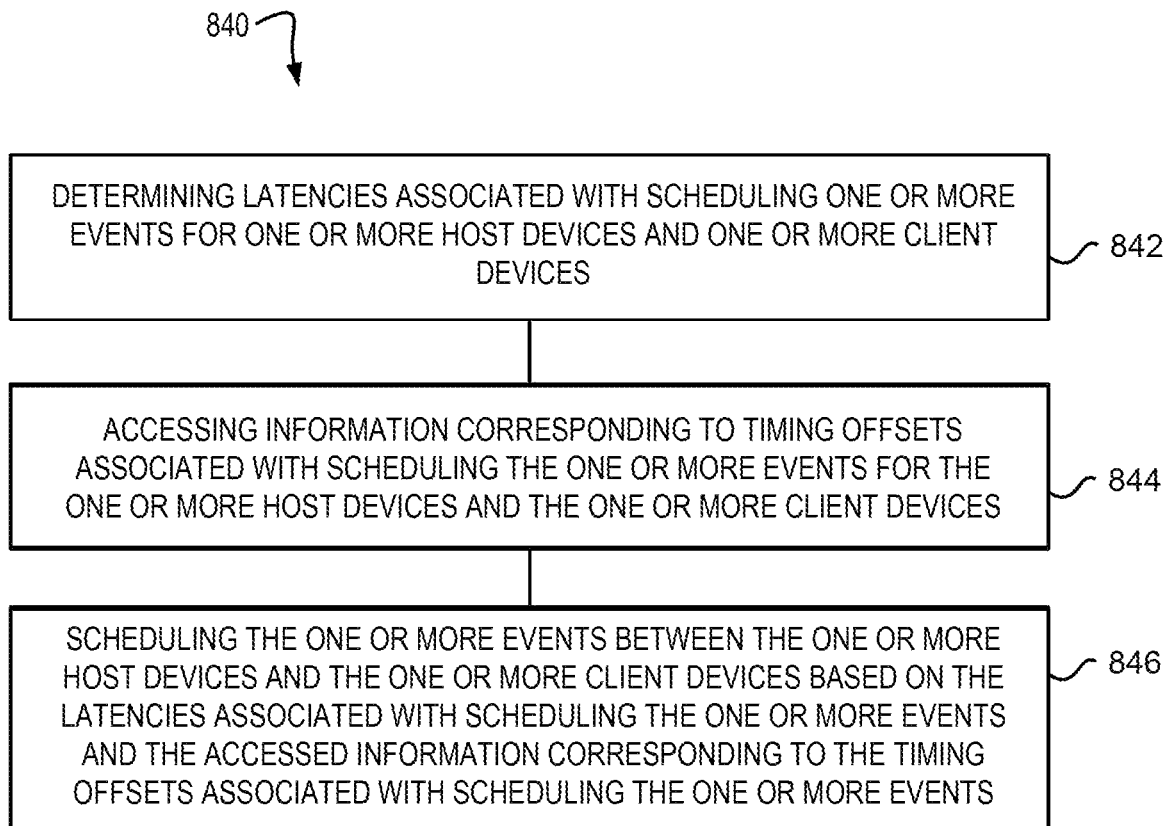 840
DETERMINING LATENCIES ASSOCIATED WITH SCHEDULING ONE OR MORE
EVENTS FOR ONE OR MORE HOST DEVICES AND ONE OR MORE CLIENT
DEVICES
842
ACCESSING INFORMATION CORRESPONDING TO TIMING OFFSETS
ASSOCIATED WITH SCHEDULING THE ONE OR MORE EVENTS FOR THE
ONE OR MORE HOST DEVICES AND THE ONE OR MORE CLIENT DEVICES
844
SCHEDULING THE ONE OR MORE EVENTS BETWEEN THE ONE OR MORE
HOST DEVICES AND THE ONE OR MORE CLIENT DEVICES BASED ON THE
LATENCIES ASSOCIATED WITH SCHEDULING THE ONE OR MORE EVENTS
AND THE ACCESSED INFORMATION CORRESPONDING TO THE TIMING
OFFSETS ASSOCIATED WITH SCHEDULING THE ONE OR MORE EVENTS
846